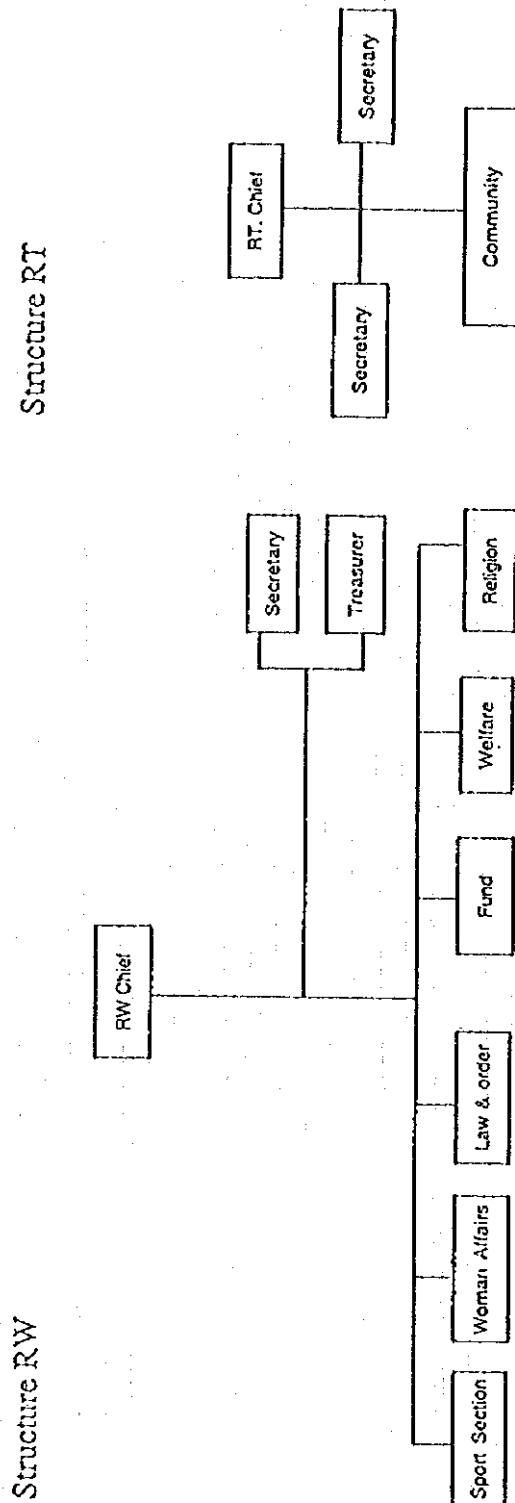 Structure RW
RW Chief
Secretary
Treasurer
Sport Section
Woman Affairs
Law & order
Fund
Welfare
Religion
Structure RT
RT. Chief
Secretary
Secretary
Community